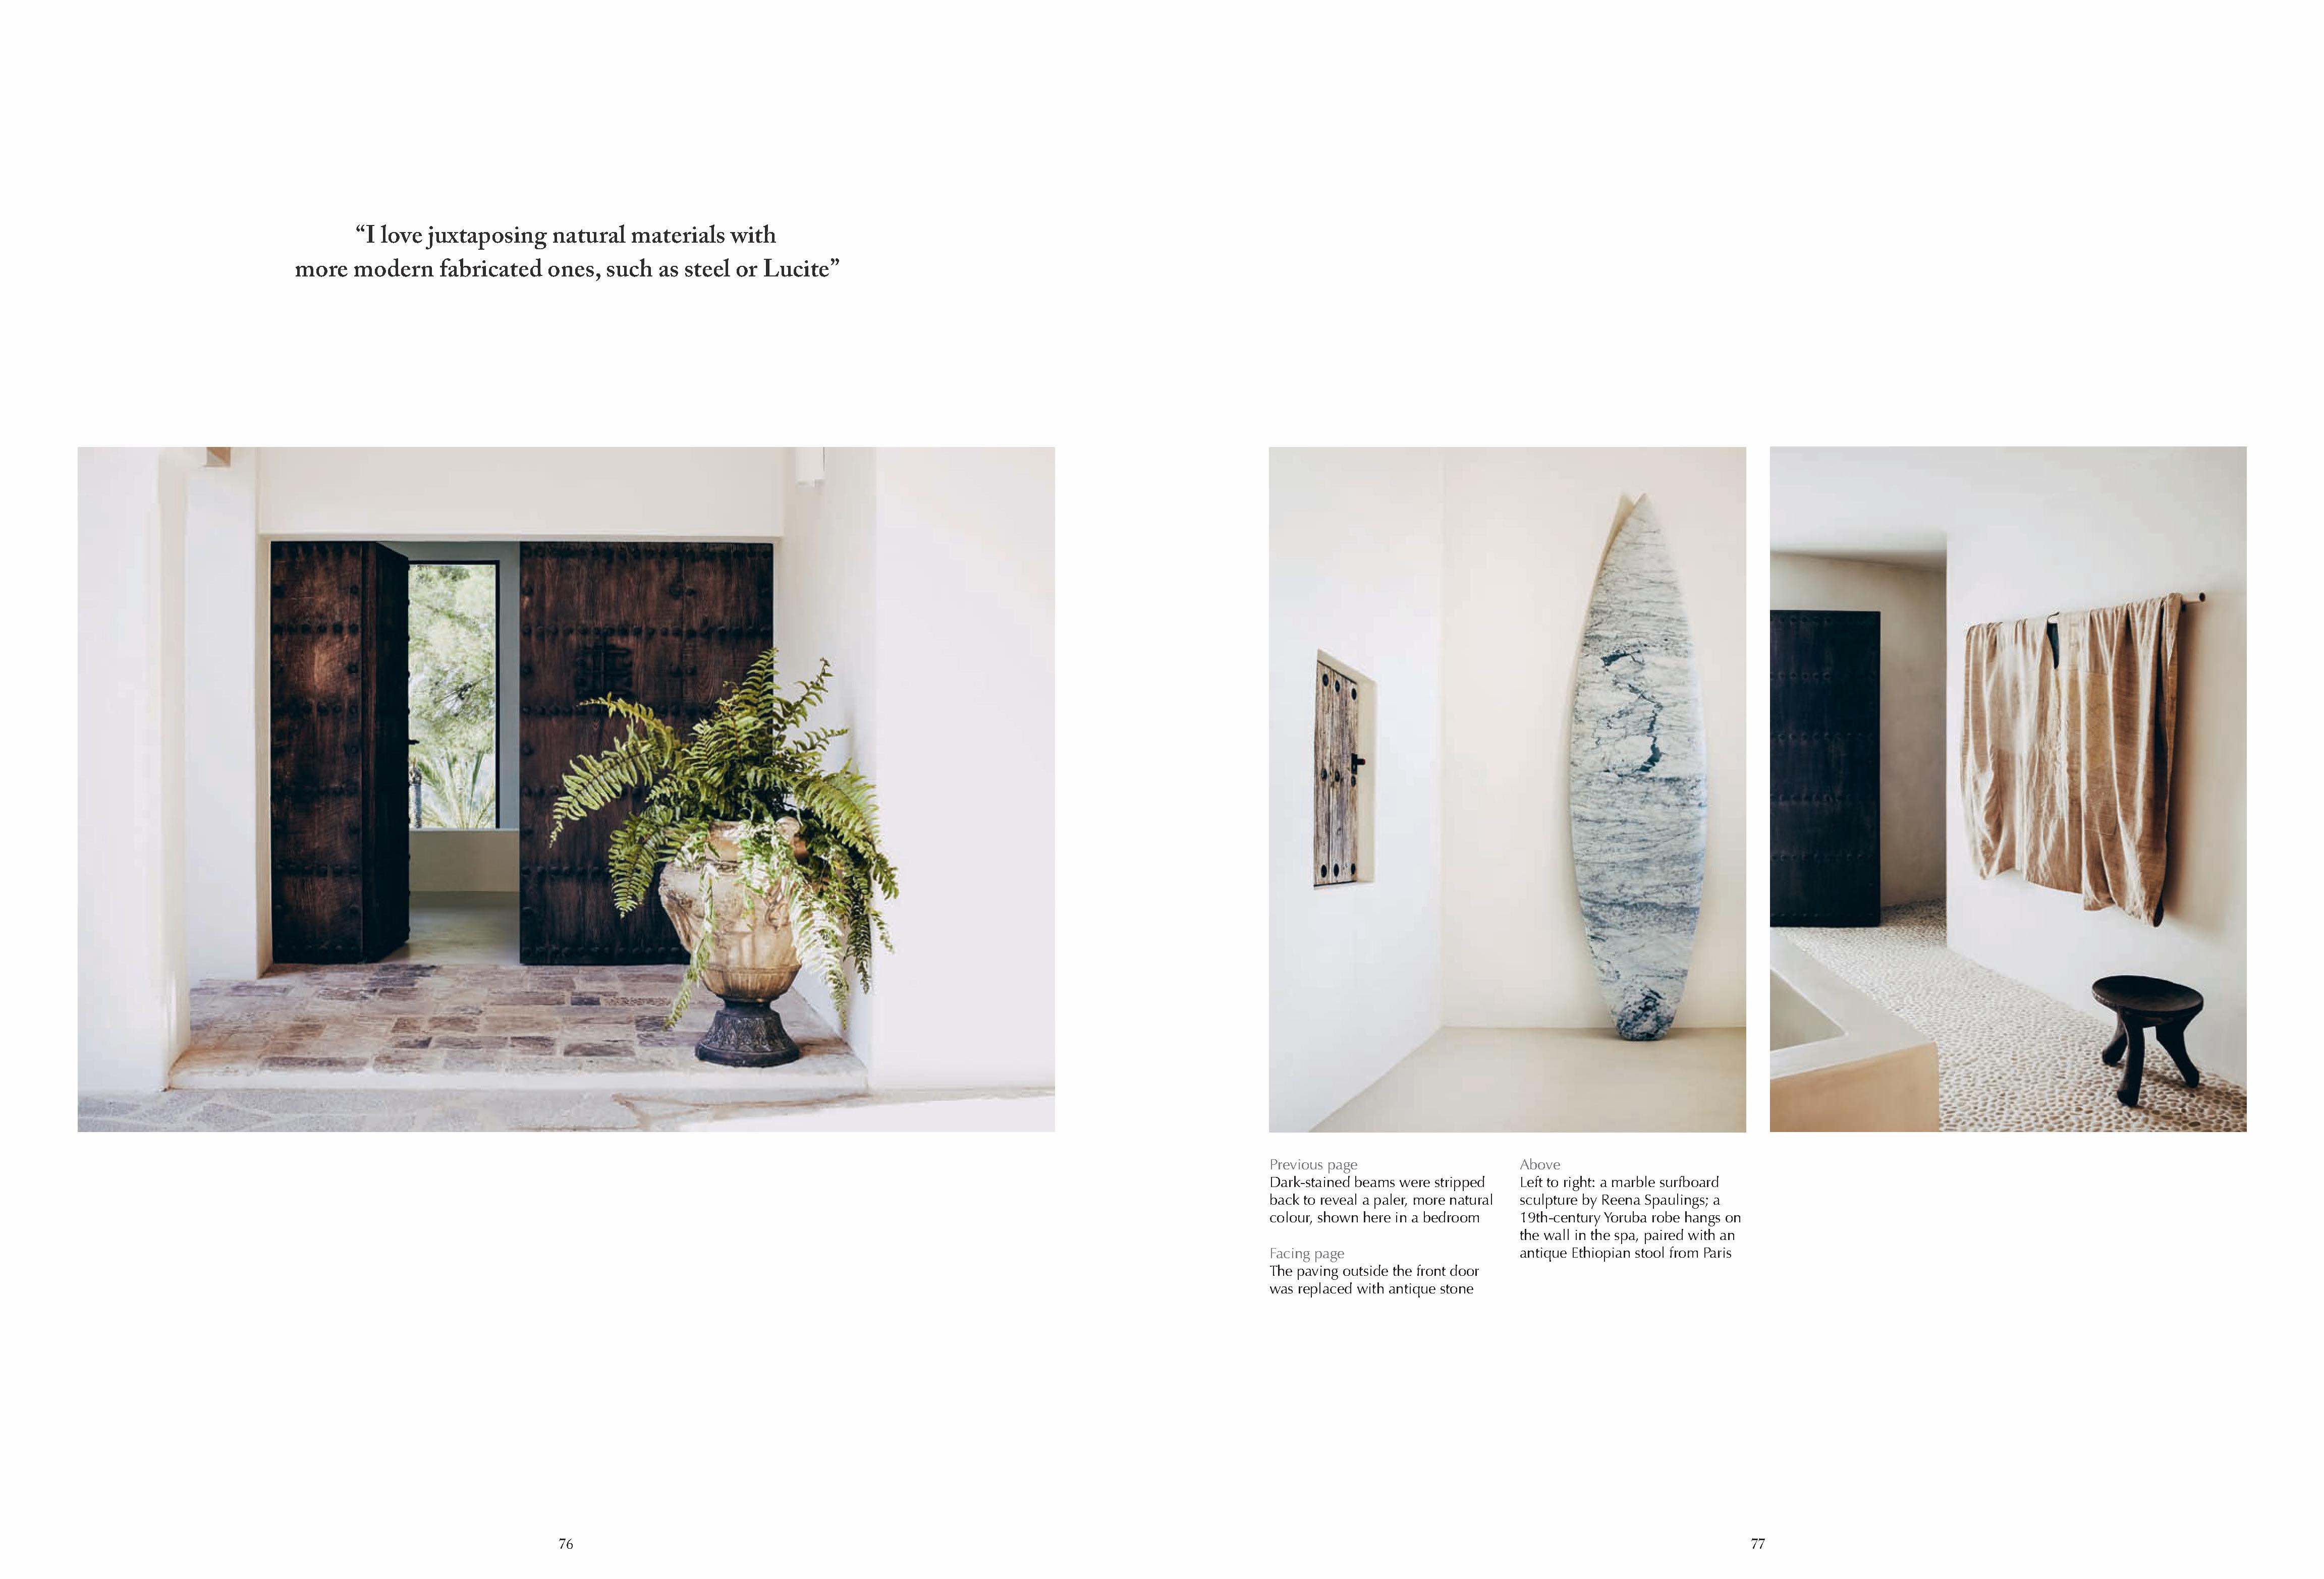 “I love juxtaposing natural materials with
more modern fabricated ones, such as steel or Lucite”
Previous page
Dark-stained beams were stripped
back to reveal a paler, more natural
colour, shown here in a bedroom
Facing page
The paving outside the front door
was replaced with antique stone
Above
Left to right: a marble surfboard
sculpture by Reena Spaulings; a
19th-century Yoruba robe hangs on
the wall in the spa, paired with an
antique Ethiopian stool from Paris
76
77